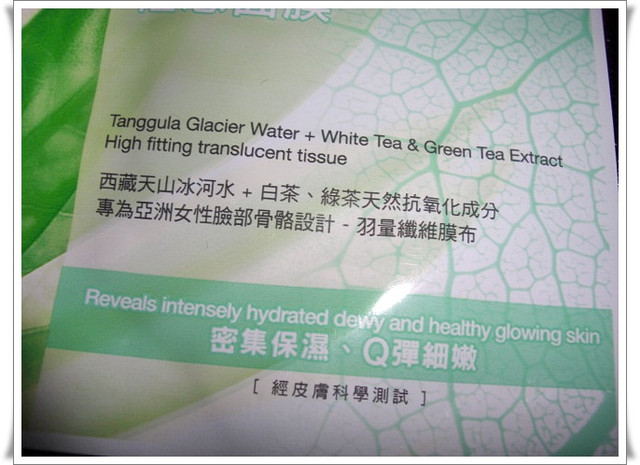 面膜
Tanggula Glacier Water + White Tea & Green Tea Extract
High fitting translucent tissue
西藏天山冰河水 + 白茶、綠茶天然抗氧化成分
專為亞洲女性臉部骨骼設計 - 羽量纖維膜布
Reveals intensely hydrated dewy and healthy glowing skin
密集保濕、Q彈細嫩
[ 經皮膚科學測試 ]